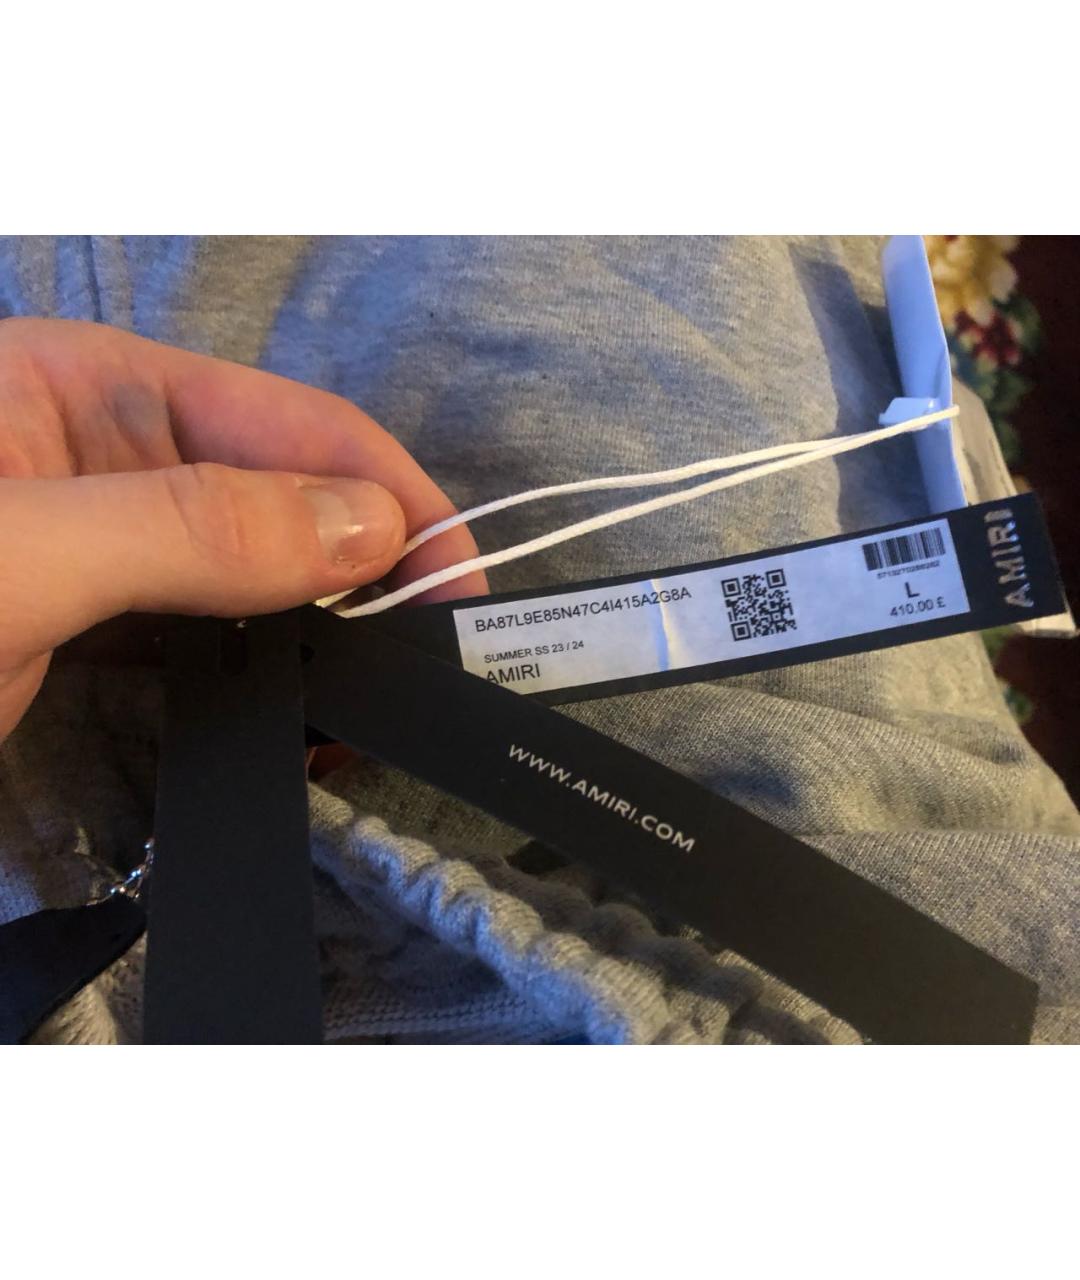 BA87L9E85N47C4I415A2G8A
SUMMER SS 23 / 24
AMIRI
L
410.00 £
AMIRI
WWW.AMIRI.COM